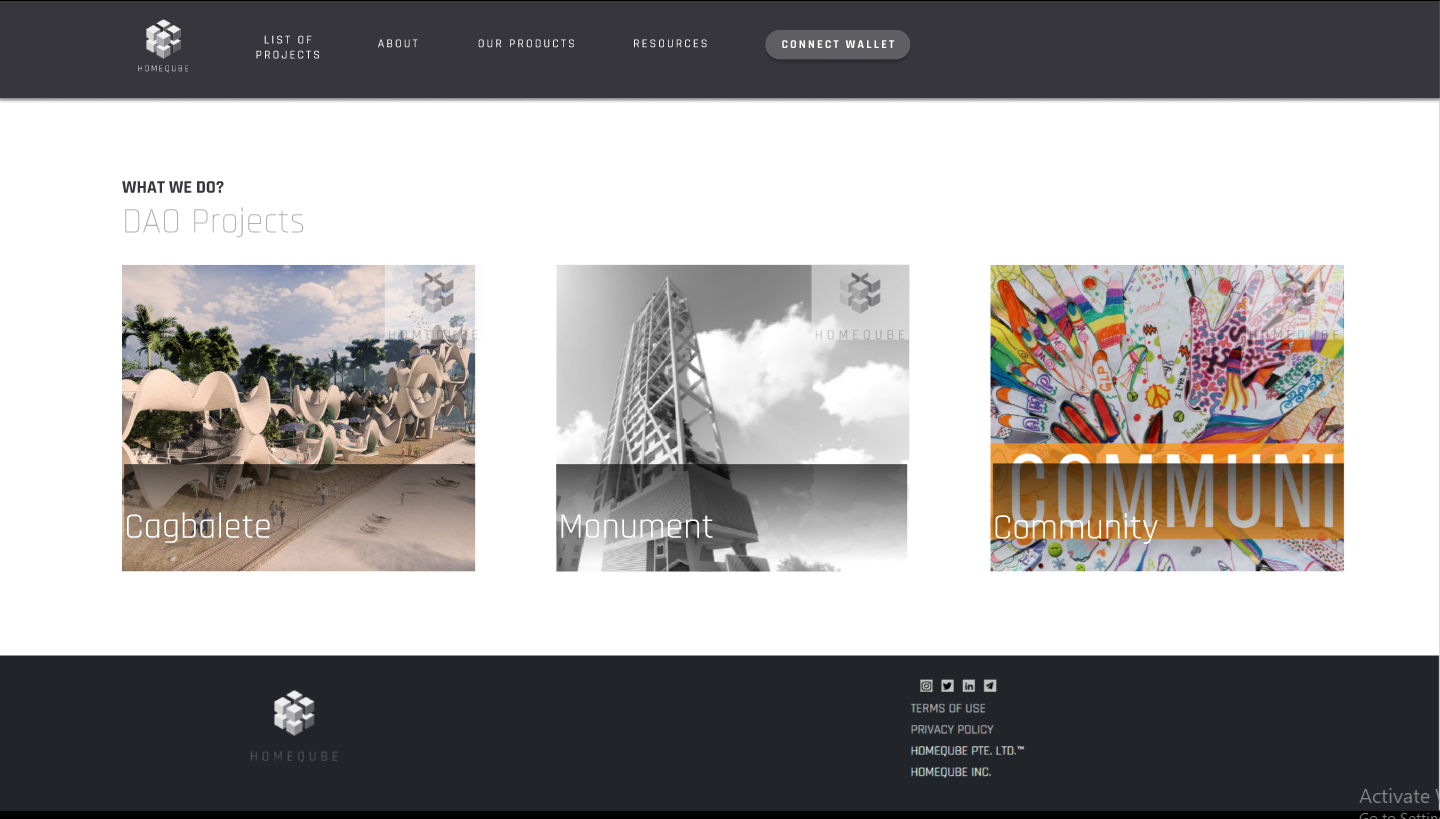 HOMEQUBE
LIST OF
PROJECTS
ABOUT
OUR PRODUCTS
RESOURCES
CONNECT WALLET
WHAT WE DO?
DAO Projects
HOMEQUBE
Cagbalete
HOMEQUBE
Monument
HOMEQUBE
COMMUNI
Community
HOMEQUBE
TERMS OF USE
PRIVACY POLICY
HOMEQUBE PTE. LTD.™
HOMEQUBE INC.
Activate
Go to